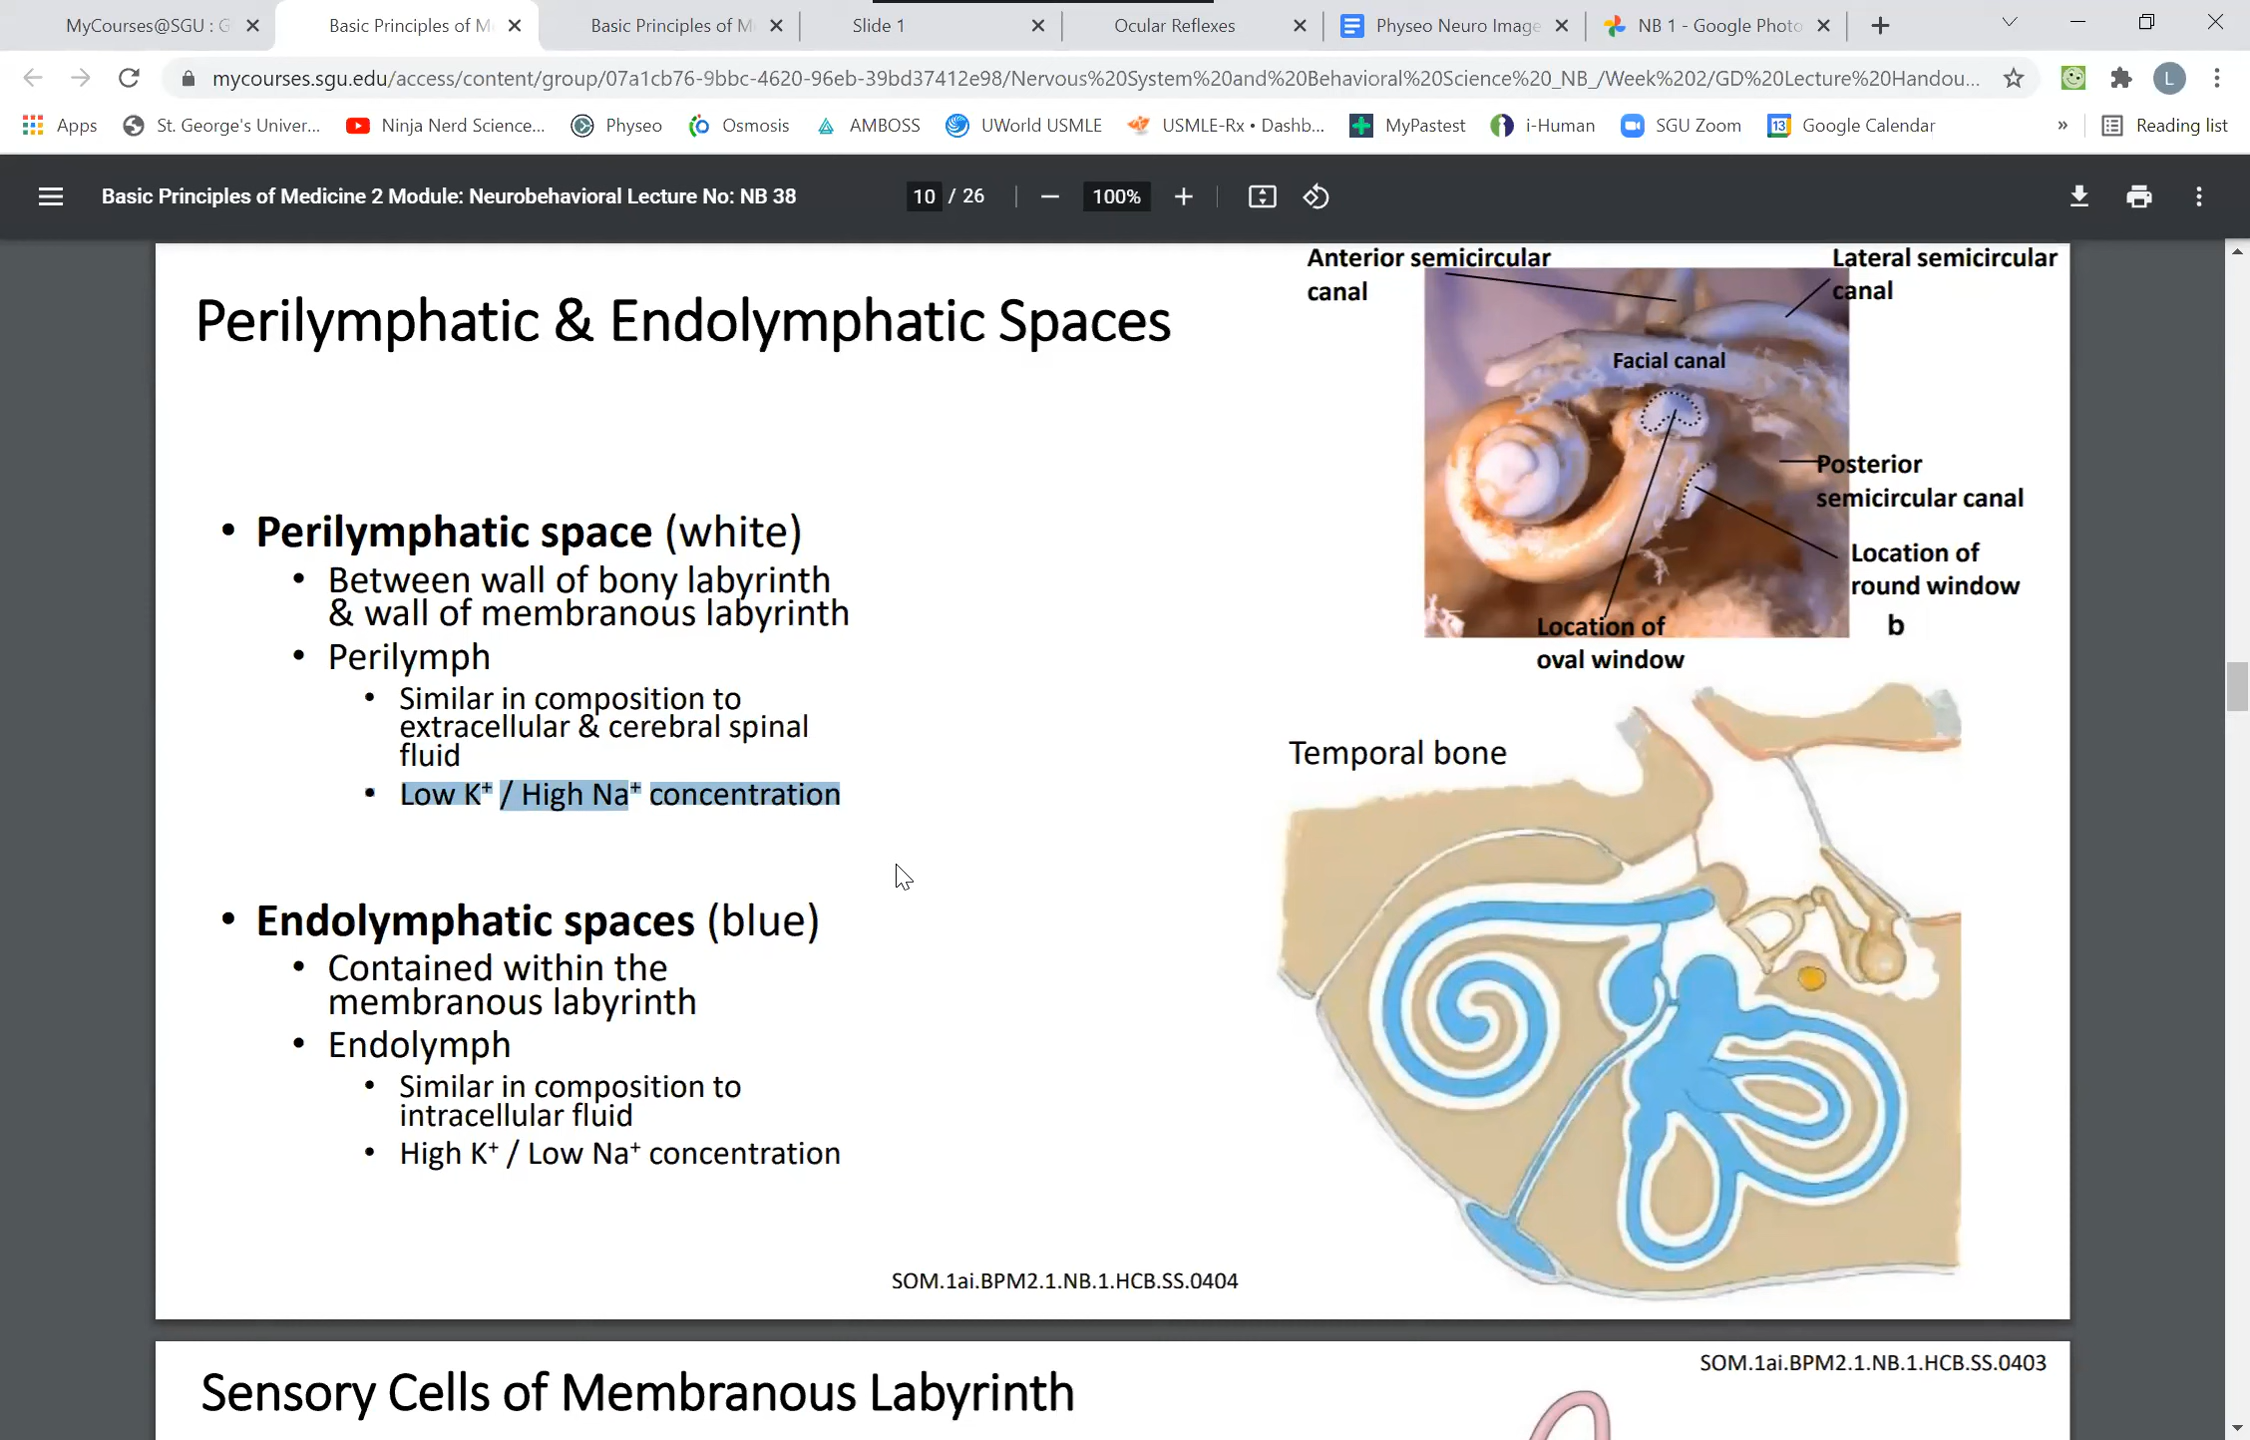 MyCourses@SGU : G
Basic Principles of M
Basic Principles of M
Slide 1
Ocular Reflexes
Physeo Neuro Image
NB 1 - Google Photo
mycourses.sgu.edu/access/content/group/07a1cb76-9bbc-4620-96eb-39bd37412e98/Nervous%20System%20and%20Behavioral%20Science%20_NB_/Week%202/GD%20Lecture%20Handou...
L
Apps
St. George's Univer...
Ninja Nerd Science...
Physeo
Osmosis
AMBOSS
UWorld USMLE
USMLE-Rx • Dashb...
MyPastest
i-Human
SGU Zoom
13
Google Calendar
»
Reading list
Basic Principles of Medicine 2 Module: Neurobehavioral Lecture No: NB 38
10 / 26
100%
Perilymphatic & Endolymphatic Spaces
• Perilymphatic space (white)
• Between wall of bony labyrinth
& wall of membranous labyrinth
• Perilymph
• Similar in composition to
extracellular & cerebral spinal
fluid
• Low K⁺ / High Na⁺ concentration
• Endolymphatic spaces (blue)
• Contained within the
membranous labyrinth
• Endolymph
• Similar in composition to
intracellular fluid
• High K⁺ / Low Na⁺ concentration
Anterior semicircular
canal
Lateral semicircular
canal
Facial canal
Posterior
semicircular canal
Location of
round window
b
Location of
oval window
Temporal bone
SOM.1ai.BPM2.1.NB.1.HCB.SS.0404
SOM.1ai.BPM2.1.NB.1.HCB.SS.0403
Sensory Cells of Membranous Labyrinth